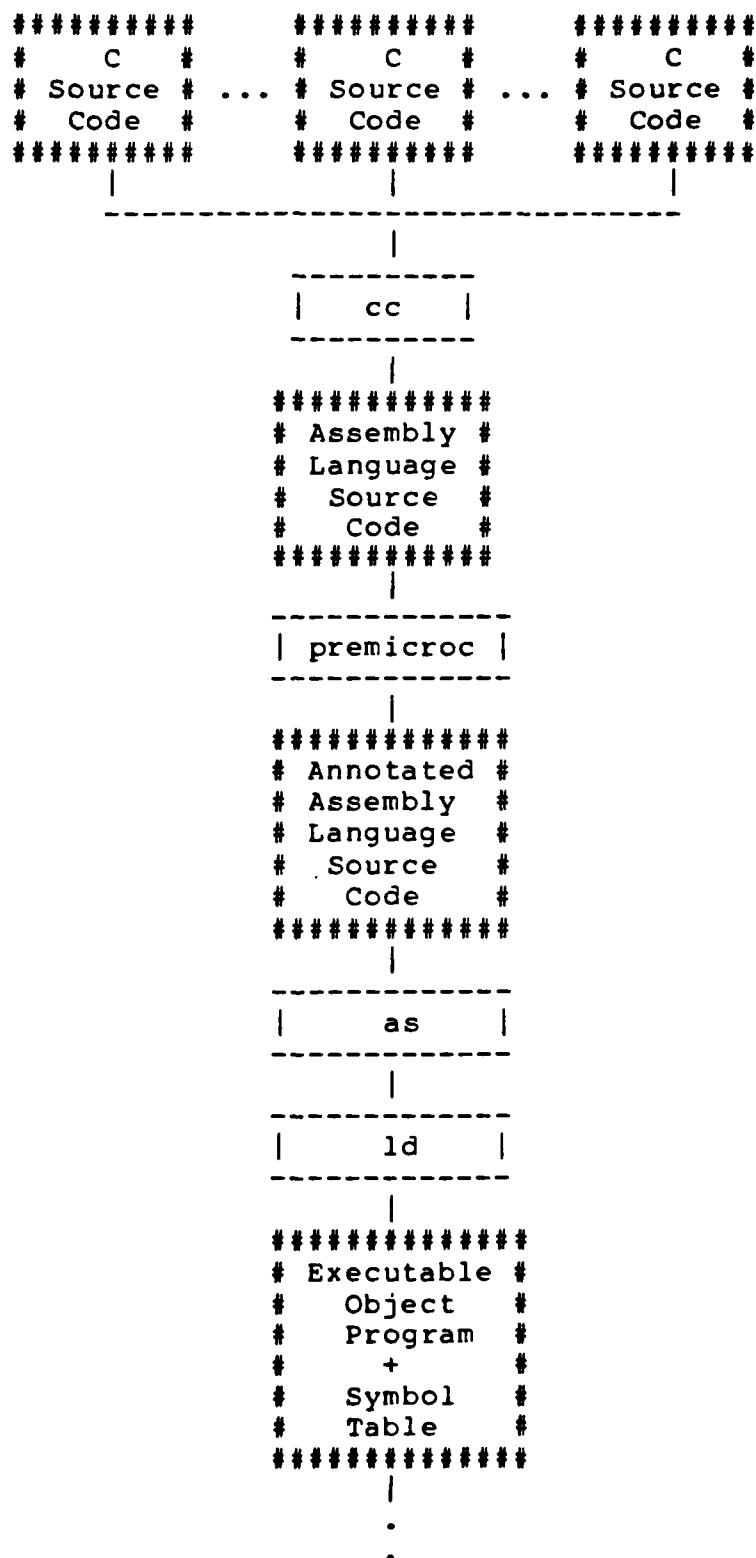 ##########     ##########     ##########
#    C   #     #    C   #     #    C   #
# Source # ... # Source # ... # Source #
#  Code  #     #  Code  #     #  Code  #
##########     ##########     ##########
|              |              |
-------------------------------
|
----------
|   cc   |
----------
|
############
# Assembly #
# Language #
#  Source  #
#   Code   #
############
|
-------------
| premicroc |
-------------
|
#############
# Annotated #
# Assembly  #
# Language  #
#  Source   #
#   Code    #
#############
|
-------------
|     as    |
-------------
|
-------------
|     ld    |
-------------
|
##############
# Executable #
#   Object   #
#   Program  #
#     +      #
#   Symbol   #
#   Table    #
##############
|
.
.